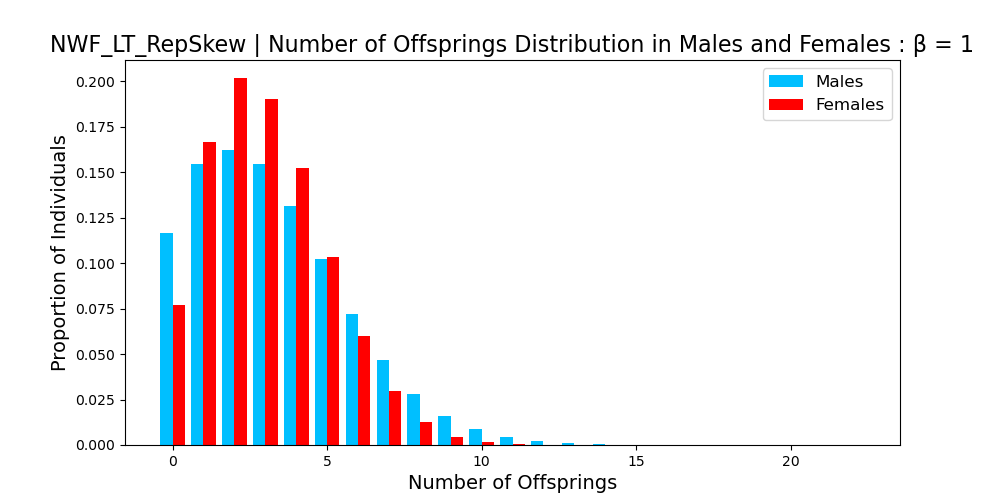 NWF_LT_RepSkew | Number of Offsprings Distribution in Males and Females : β = 1
Males
Females
Proportion of Individuals
0.200
0.175
0.150
0.125
0.100
0.075
0.050
0.025
0.000
0 5 10 15 20
Number of Offsprings